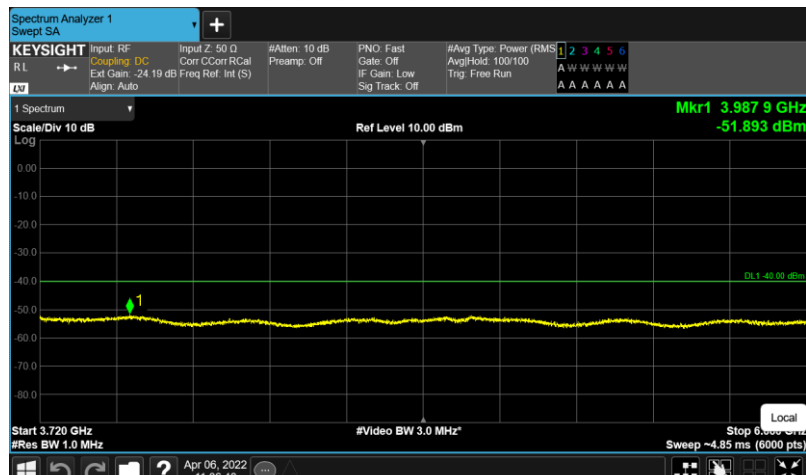 Spectrum Analyzer 1
Swept SA
+
KEYSIGHT Input: RF Input Z: 50 Ω #Atten: 10 dB PNO: Fast #Avg Type: Power (RMS 1 2 3 4 5 6
RL Coupling: DC Corr CCorr RCal Preamp: Off Gate: Off Avg|Hold: 100/100 A W W W W W
Ext Gain: -24.19 dB Freq Ref: Int (S) IF Gain: Low Trig: Free Run
LXI Align: Auto Sig Track: Off A A A A A A
1 Spectrum Mkr1 3.987 9 GHz
Scale/Div 10 dB Ref Level 10.00 dBm -51.893 dBm
Log
0.00
-10.0
-20.0
-30.0
-40.0 DL1 -40.00 dBm
1
-50.0
-60.0
-70.0
-80.0
Local
Start 3.720 GHz #Video BW 3.0 MHz* Stop
#Res BW 1.0 MHz Sweep ~4.85 ms (6000 pts)
? Apr 06, 2022